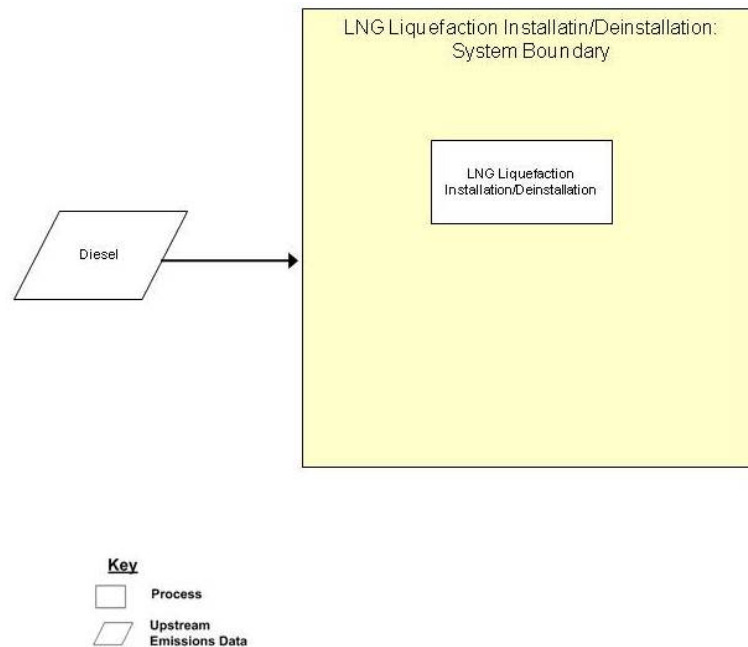 LNG Liquefaction Installatin/Deinstallation:
System Boundary
LNG Liquefaction
Installation/Deinstallation
Diesel
Key
Process
Upstream
Emissions Data